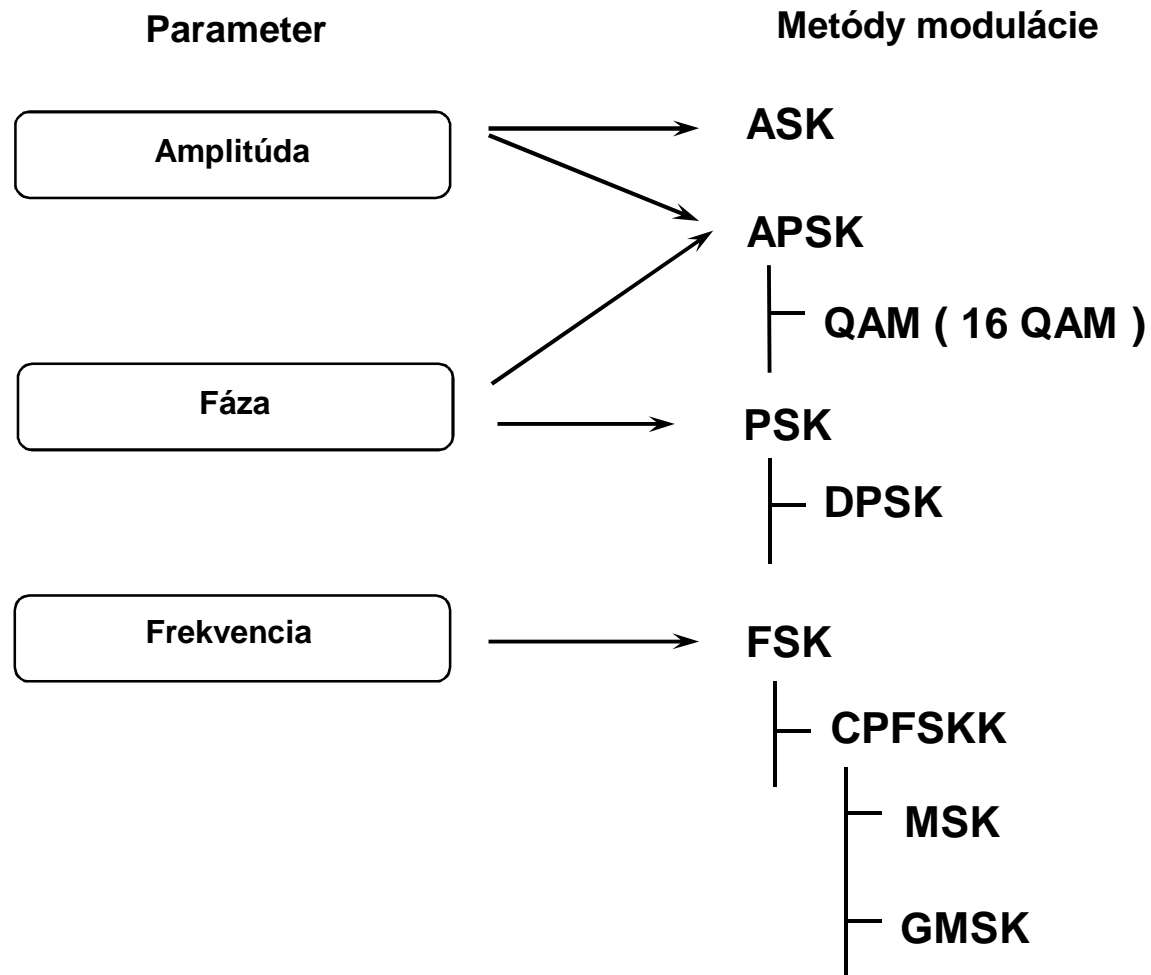 Parameter
Metódy modulácie
Amplitúda
ASK
APSK
QAM ( 16 QAM )
Fáza
PSK
DPSK
Frekvencia
FSK
CPFSKK
MSK
GMSK